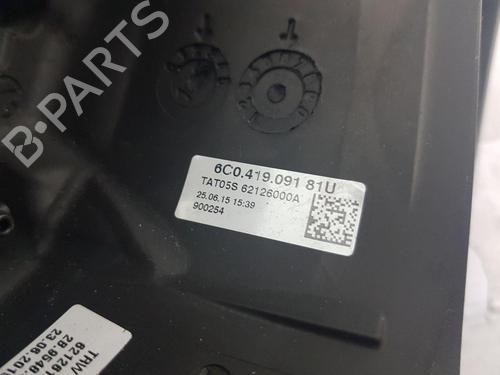 B-PARTS
6C0.419.091 81U
TAT05S 62126000A
25.06.15 15:39
900254
TRW